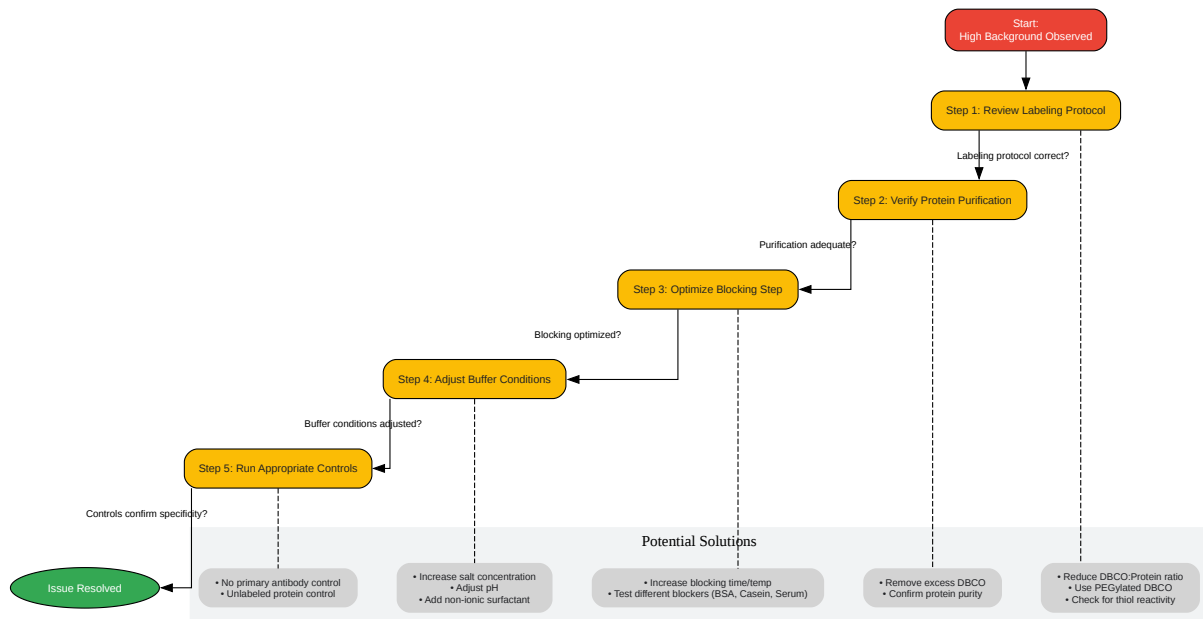 Start:
High Background Observed
Step 1: Review Labeling Protocol
Labeling protocol correct?
Step 2: Verify Protein Purification
Purification adequate?
Step 3: Optimize Blocking Step
Blocking optimized?
Step 4: Adjust Buffer Conditions
Buffer conditions adjusted?
Step 5: Run Appropriate Controls
Controls confirm specificity?
Issue Resolved
Potential Solutions
• No primary antibody control
• Unlabeled protein control
• Increase salt concentration
• Adjust pH
• Add non-ionic surfactant
• Increase blocking time/temp
• Test different blockers (BSA, Casein, Serum)
• Remove excess DBCO
• Confirm protein purity
• Reduce DBCO:Protein ratio
• Use PEGylated DBCO
• Check for thiol reactivity